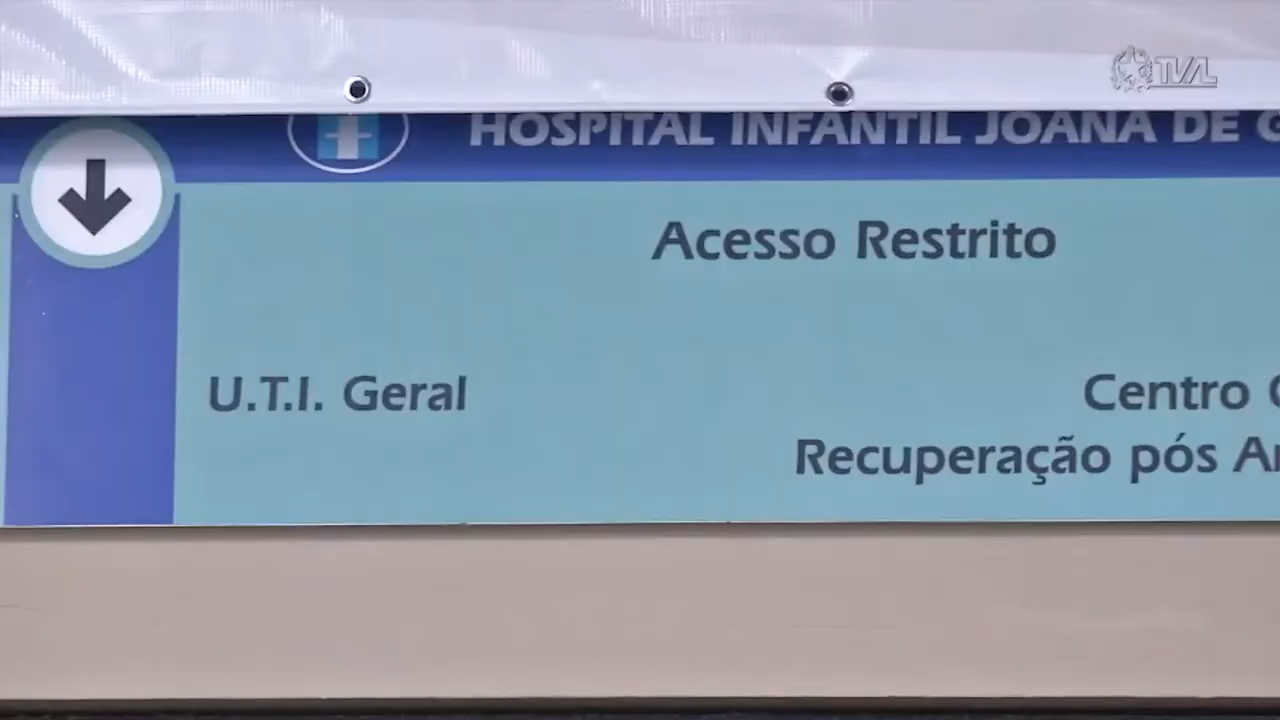 TVAL
HOSPITAL INFANTIL JOANA DE
Acesso Restrito
U.T.I. Geral
Centro
Recuperação pós